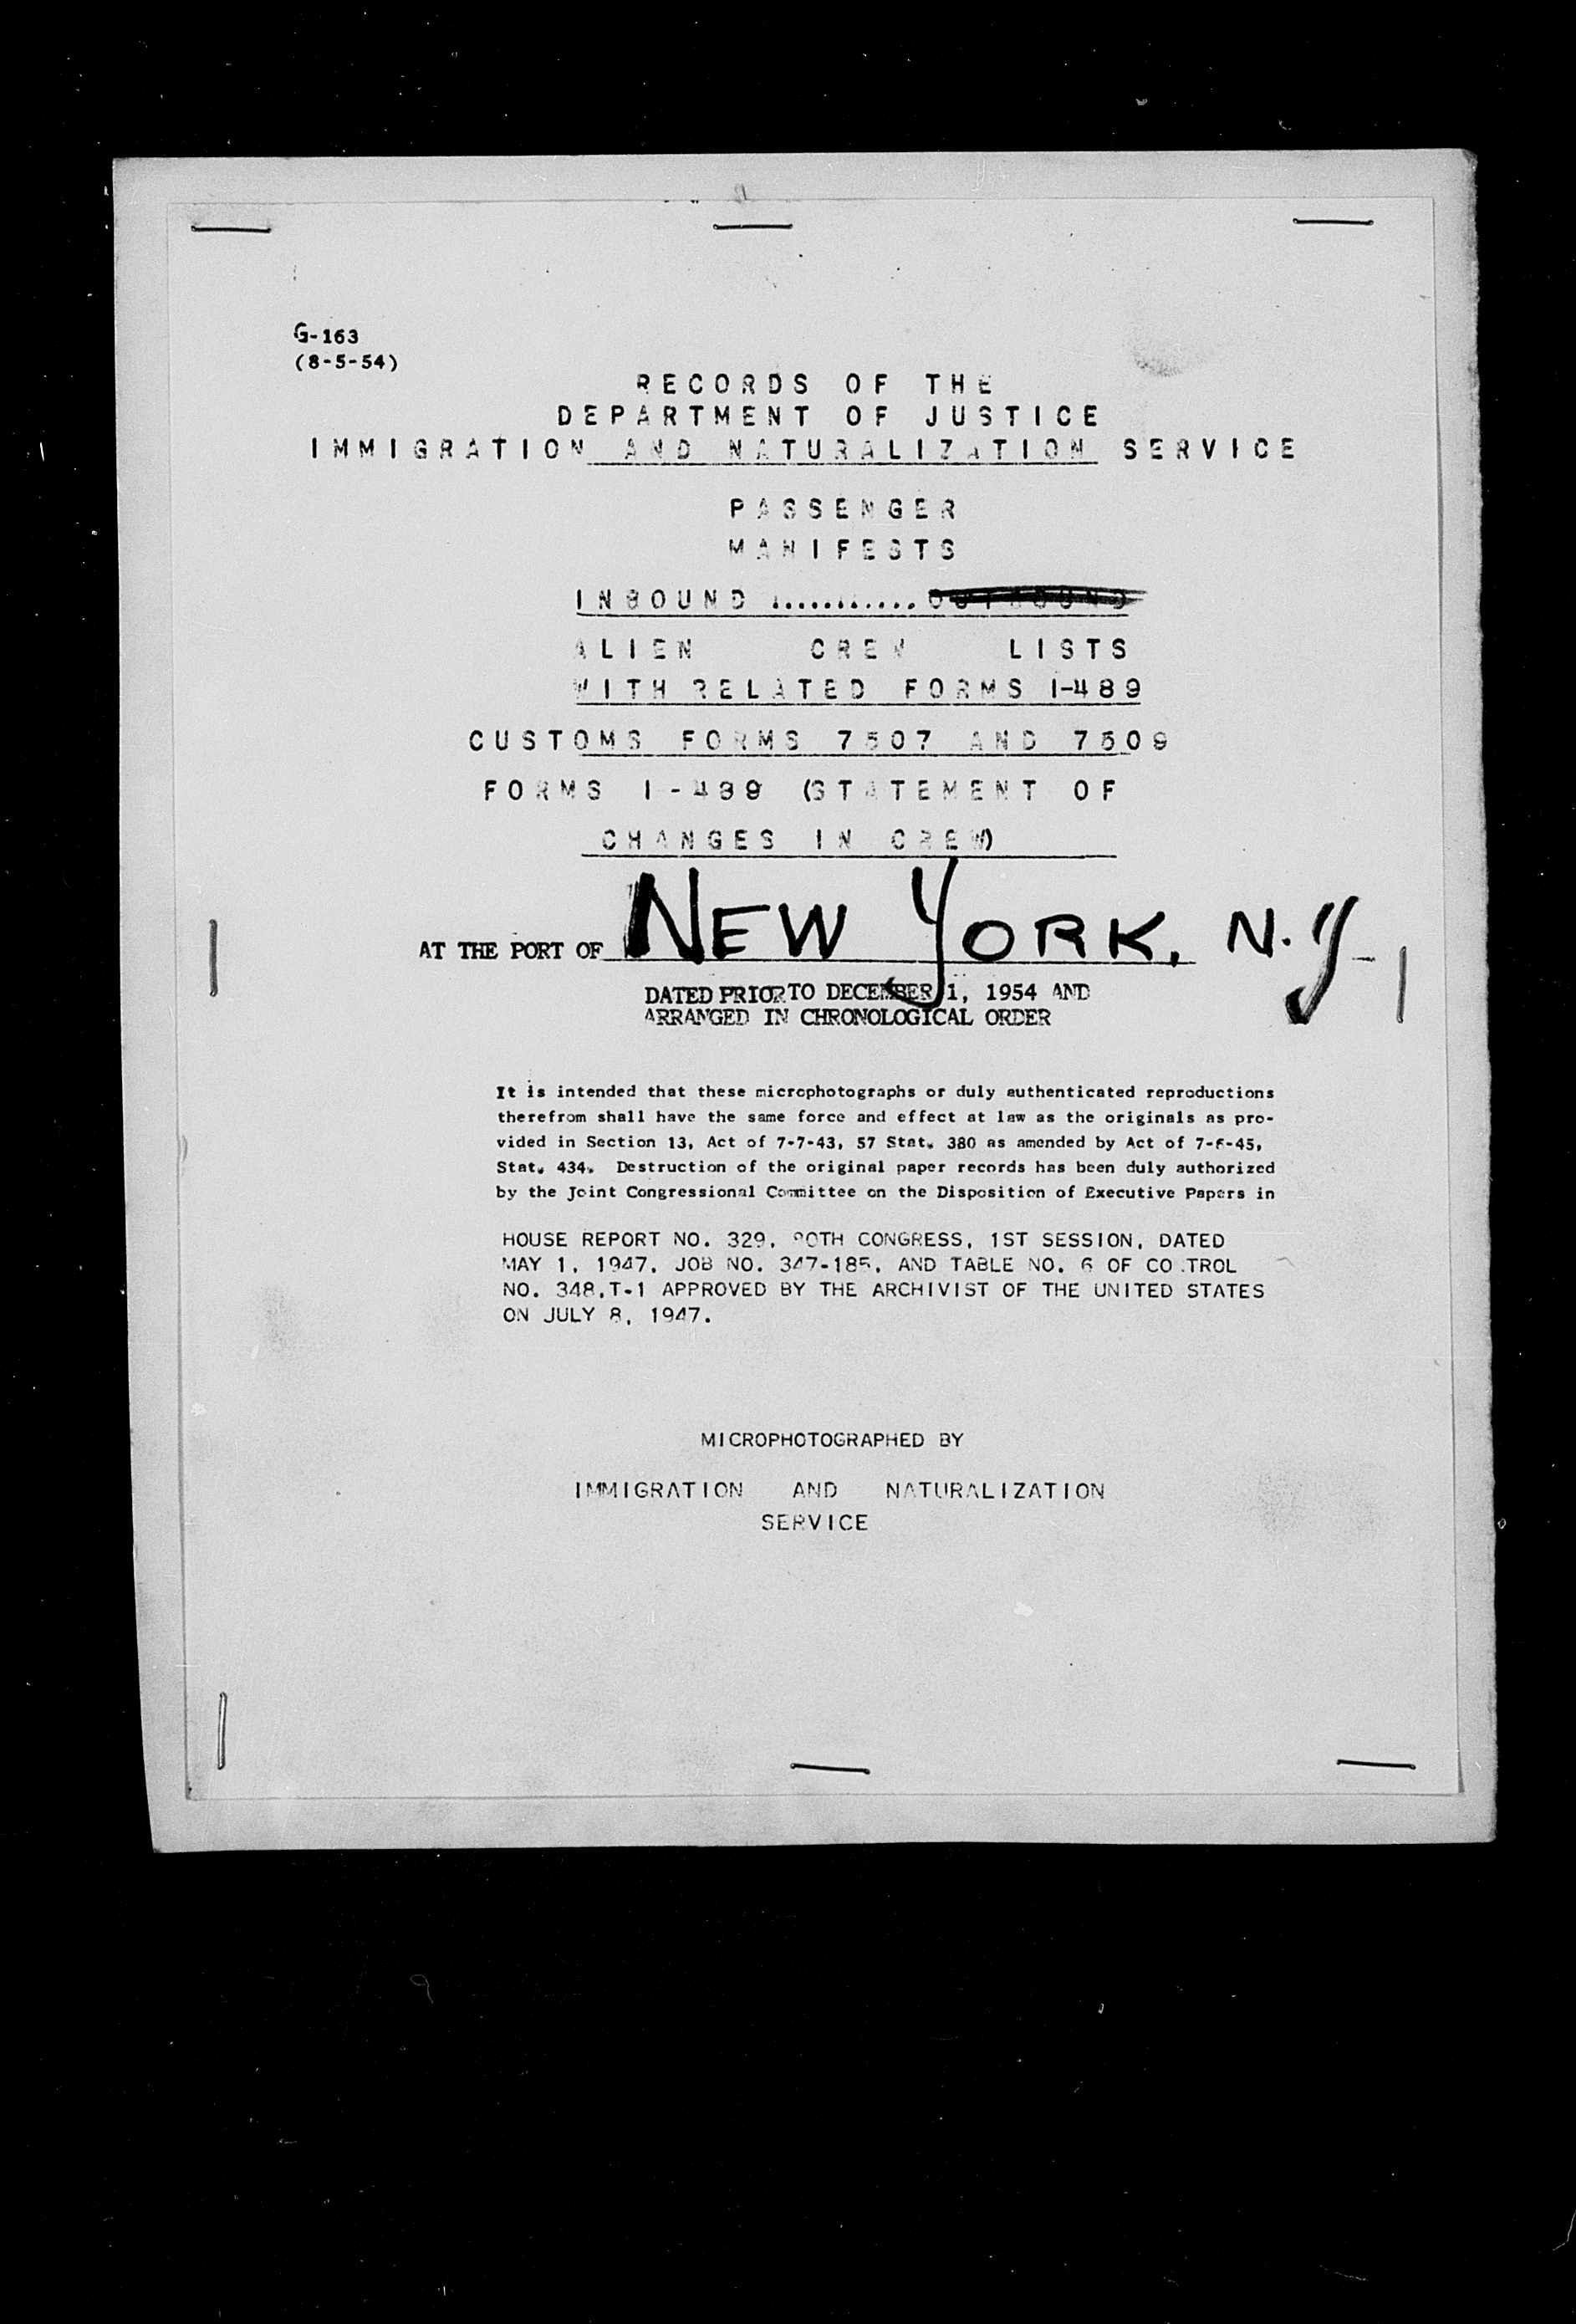 G-163
(8-5-54)
RECORDS OF THE
DEPARTMENT OF JUSTICE
IMMIGRATION AND NATURALIZATION SERVICE
PASSENGER
MANIFESTS
INBOUND ........... OUTBOUND
ALIEN CREW LISTS
WITH RELATED FORMS I-489
CUSTOMS FORMS 7507 AND 7509
FORMS I-489 (STATEMENT OF
CHANGES IN CREW)
AT THE PORT OF NEW YORK, N.Y.
DATED PRIOR TO DECEMBER 1, 1954 AND
ARRANGED IN CHRONOLOGICAL ORDER
It is intended that these microphotographs or duly authenticated reproductions
therefrom shall have the same force and effect at law as the originals as pro-
vided in Section 13, Act of 7-7-43, 57 Stat. 380 as amended by Act of 7-6-45,
Stat. 434. Destruction of the original paper records has been duly authorized
by the Joint Congressional Committee on the Disposition of Executive Papers in
HOUSE REPORT NO. 329, 80TH CONGRESS, 1ST SESSION, DATED
MAY 1, 1947, JOB NO. 347-185, AND TABLE NO. 6 OF CO TROL
NO. 348,T-1 APPROVED BY THE ARCHIVIST OF THE UNITED STATES
ON JULY 8, 1947.
MICROPHOTOGRAPHED BY
IMMIGRATION AND NATURALIZATION
SERVICE